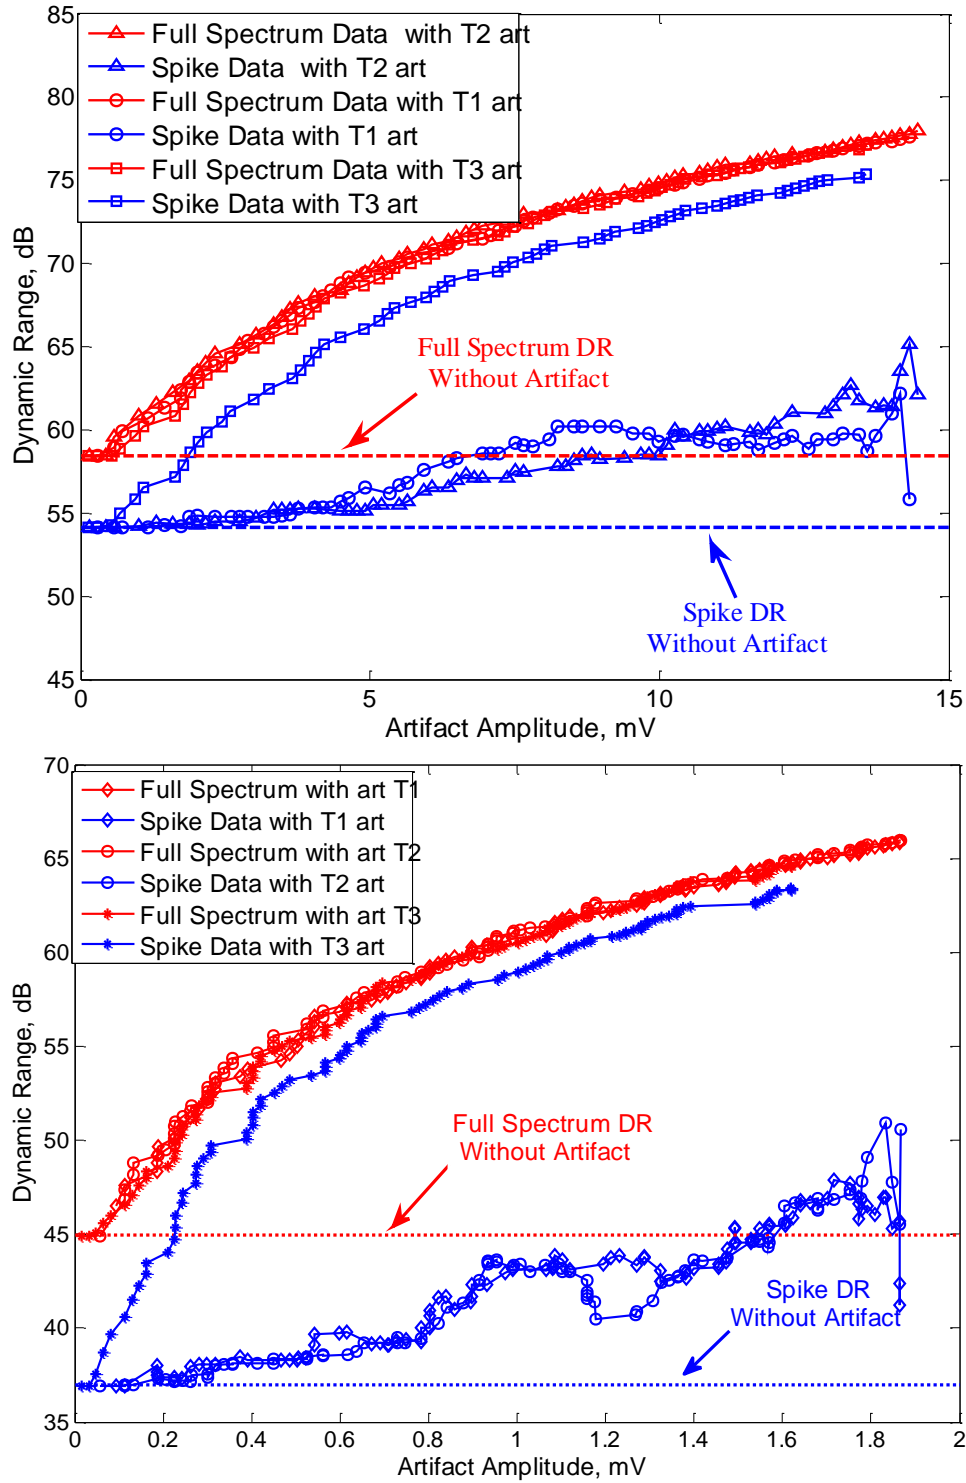 85
80
75
70
65
60
55
50
45
Dynamic Range, dB
Full Spectrum Data with T2 art
Spike Data with T2 art
Full Spectrum Data with T1 art
Spike Data with T1 art
Full Spectrum Data with T3 art
Spike Data with T3 art
Full Spectrum DR
Without Artifact
Spike DR
Without Artifact
0
5
10
15
Artifact Amplitude, mV
70
65
60
55
50
45
40
35
Dynamic Range, dB
Full Spectrum with art T1
Spike Data with T1 art
Full Spectrum with art T2
Spike Data with T2 art
Full Spectrum with art T3
Spike Data with T3 art
Full Spectrum DR
Without Artifact
Spike DR
Without Artifact
0
0.2
0.4
0.6
0.8
1
1.2
1.4
1.6
1.8
2
Artifact Amplitude, mV